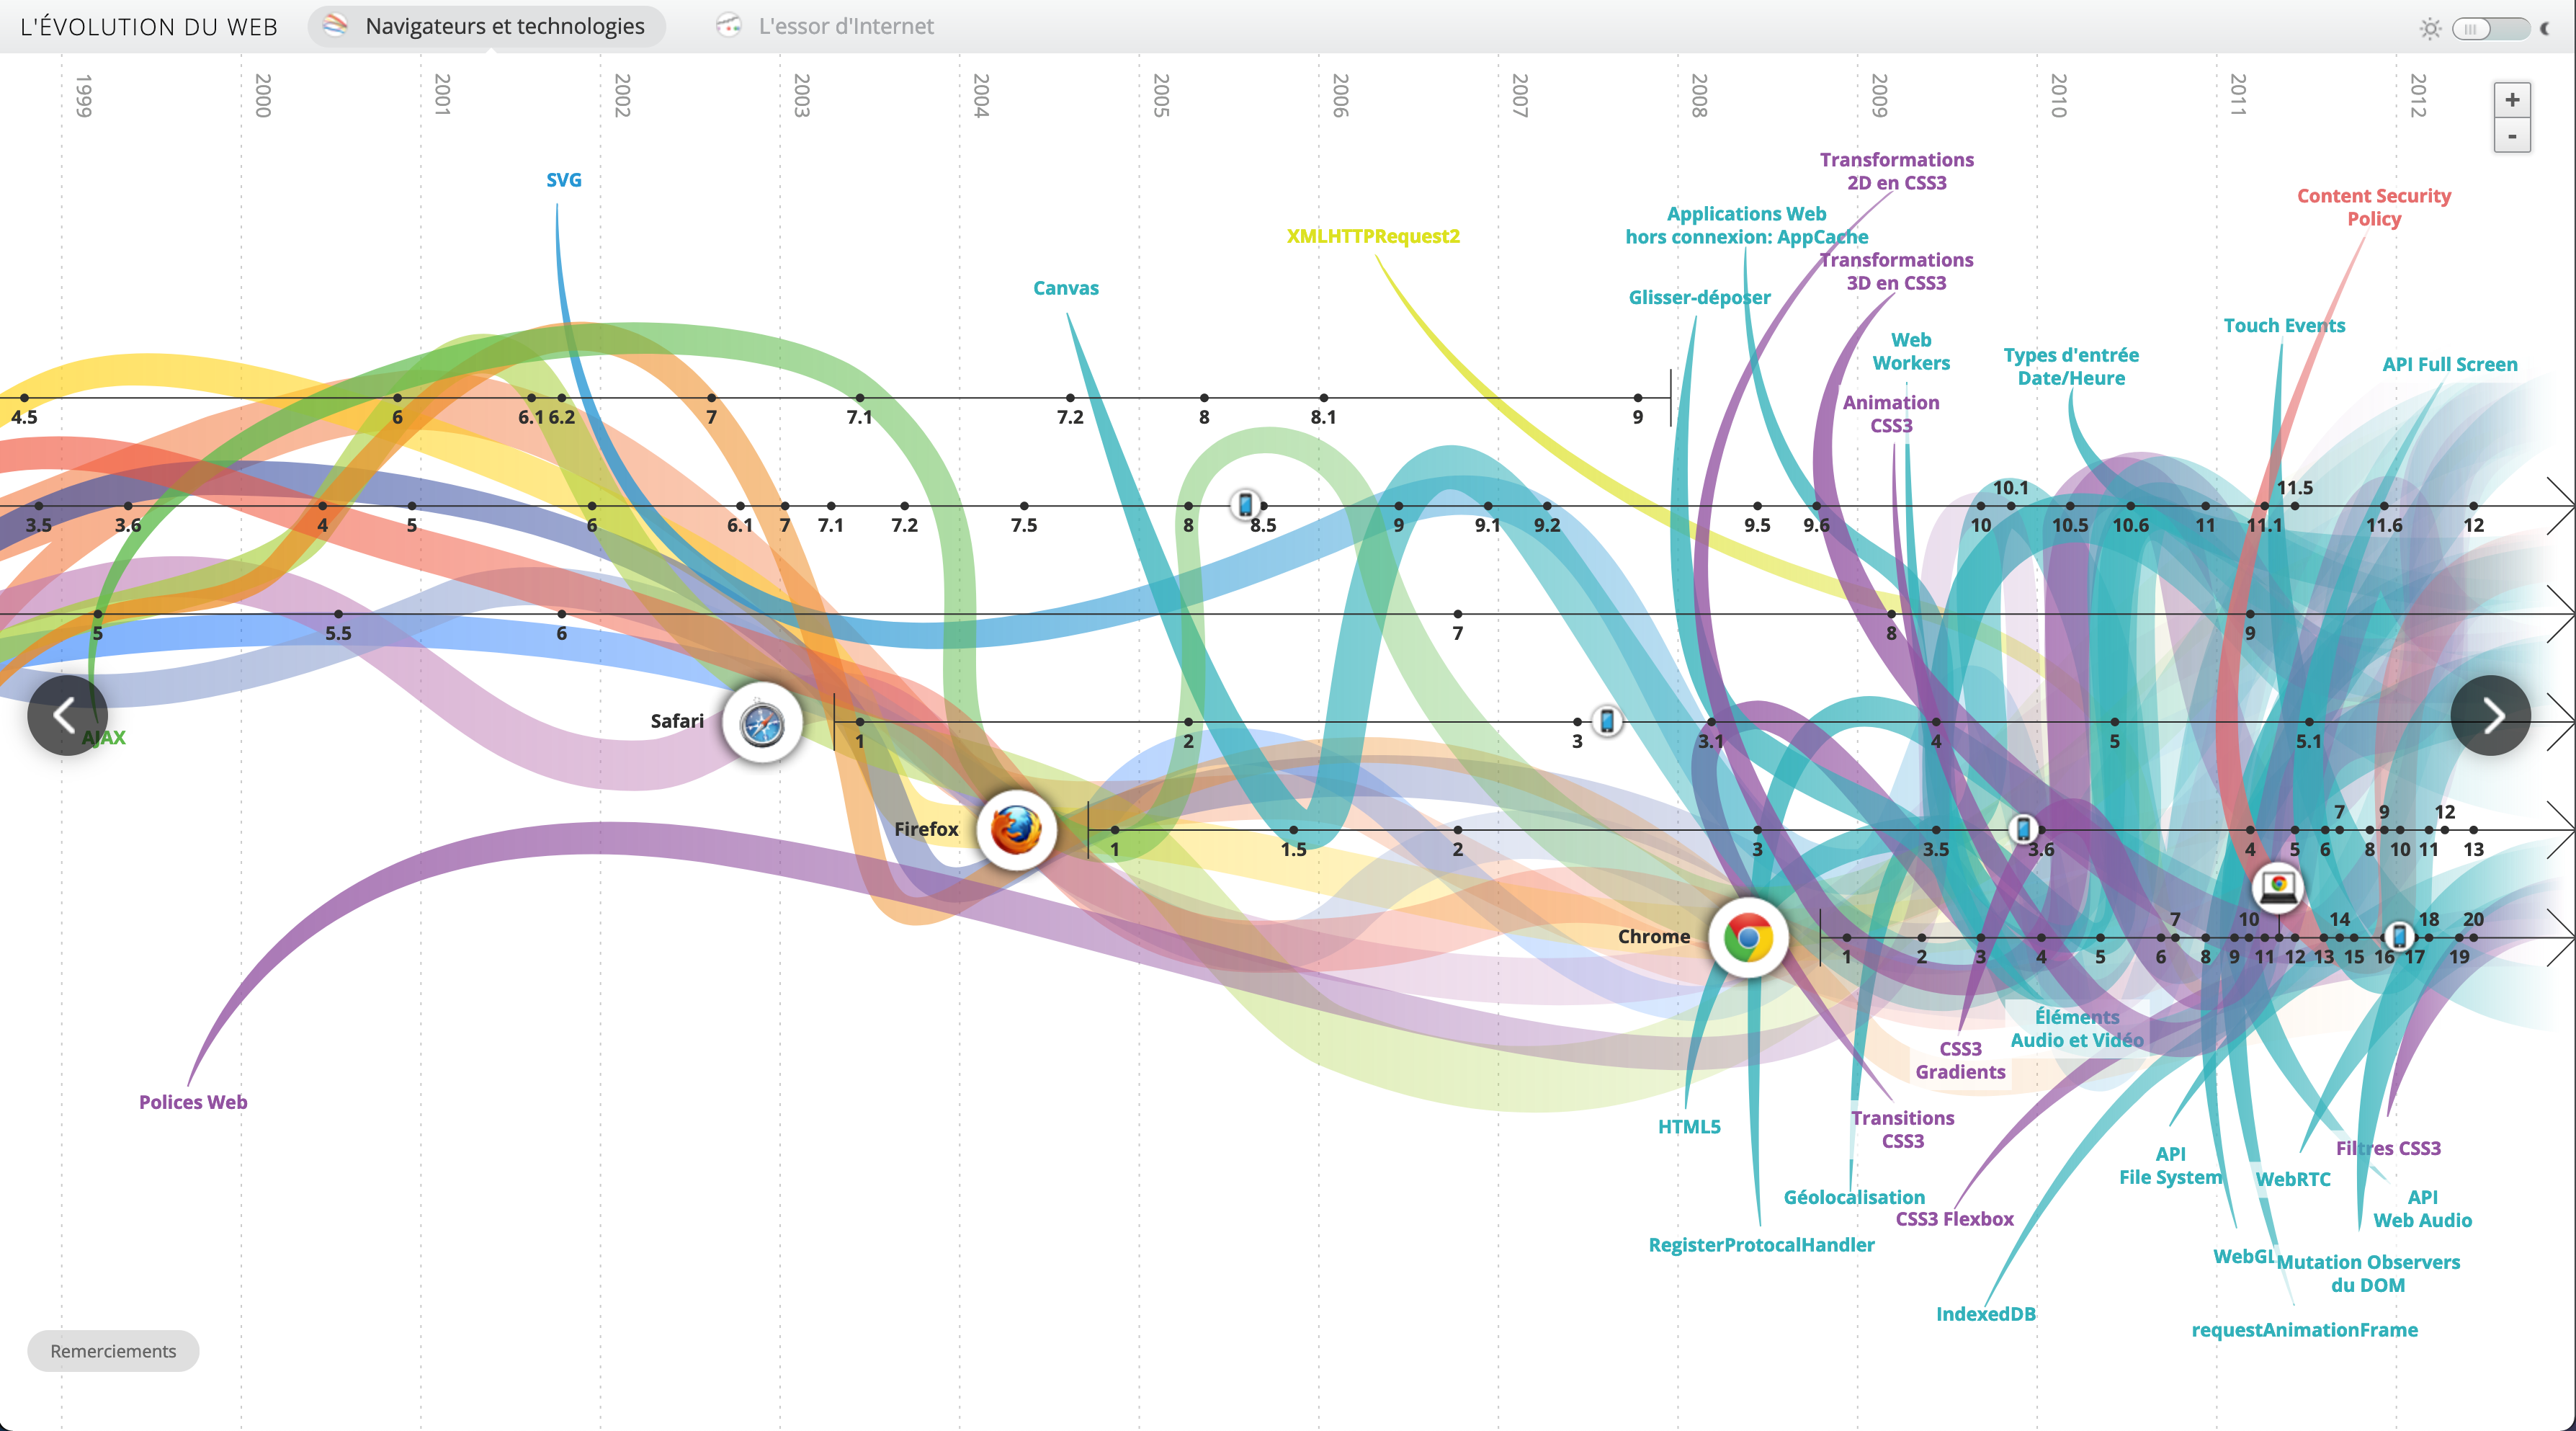 L'ÉVOLUTION DU WEB
Navigateurs et technologies
L'essor d'Internet
1999
2000
2001
2002
2003
2004
2005
2006
2007
2008
2009
2010
2011
2012
+
-
SVG
Canvas
XMLHTTPRequest2
Applications Web
hors connexion: AppCache
Glisser-déposer
Transformations
2D en CSS3
Transformations
3D en CSS3
Web
Workers
Animation
CSS3
Types d'entrée
Date/Heure
Content Security
Policy
Touch Events
API Full Screen
4.5 6 6.1 6.2 7 7.1 7.2 8 8.1 9
10.1 11.5
3.5 3.6 4 5 6 6.1 7 7.1 7.2 7.5 8 8.5 9 9.1 9.2 9.5 9.6 10 10.5 10.6 11 11.1 11.6 12
5 5.5 6 7 8 9
AJAX
Safari
1 2 3 3.1 4 5 5.1
Firefox
7 9 12
1 1.5 2 3 3.5 3.6 4 5 6 8 10 11 13
Chrome
7 10 14 18 20
1 2 3 4 5 6 8 9 11 12 13 15 16 17 19
Polices Web
HTML5
RegisterProtocalHandler
Géolocalisation
Transitions
CSS3
CSS3
Gradients
Éléments
Audio et Vidéo
CSS3 Flexbox
IndexedDB
API
File System
WebGL
WebRTC
Filtres CSS3
API
Web Audio
Mutation Observers
du DOM
requestAnimationFrame
Remerciements